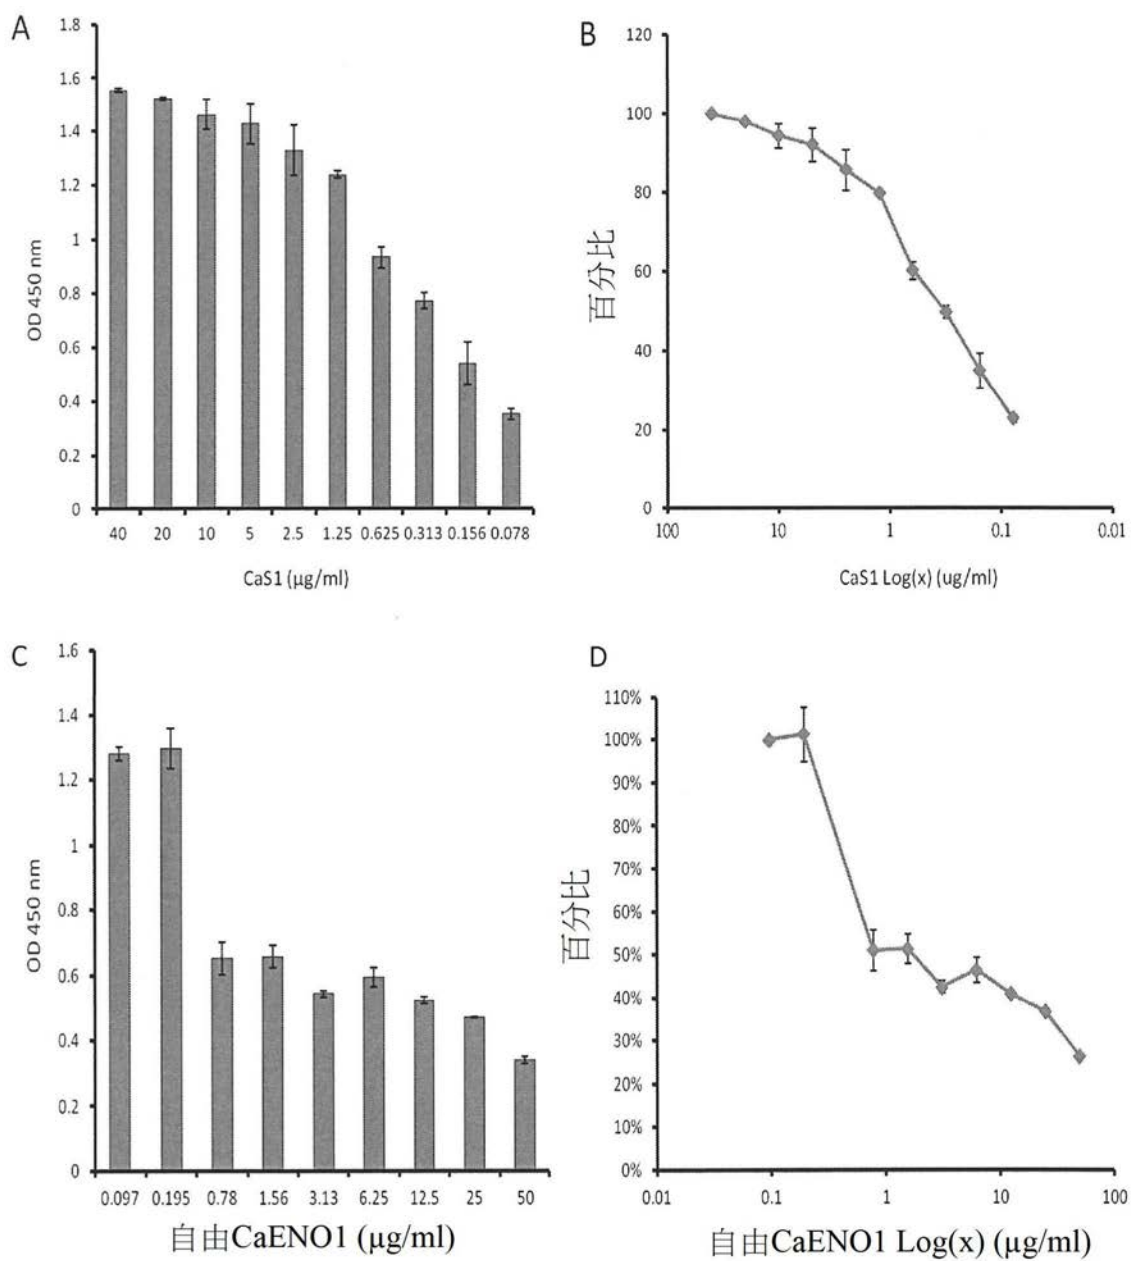 A
1.8
1.6
1.4
1.2
1
0.8
0.6
0.4
0.2
0
OD 450 nm
40 20 10 5 2.5 1.25 0.625 0.313 0.156 0.078
CaS1 (µg/ml)
B
120
100
80
60
40
20
0
百分比
100 10 1 0.1 0.01
CaS1 Log(x) (ug/ml)
C
1.6
1.4
1.2
1
0.8
0.6
0.4
0.2
0
OD 450 nm
0.097 0.195 0.78 1.56 3.13 6.25 12.5 25 50
自由CaENO1 (µg/ml)
D
110%
100%
90%
80%
70%
60%
50%
40%
30%
20%
10%
0%
百分比
0.01 0.1 1 10 100
自由CaENO1 Log(x) (µg/ml)